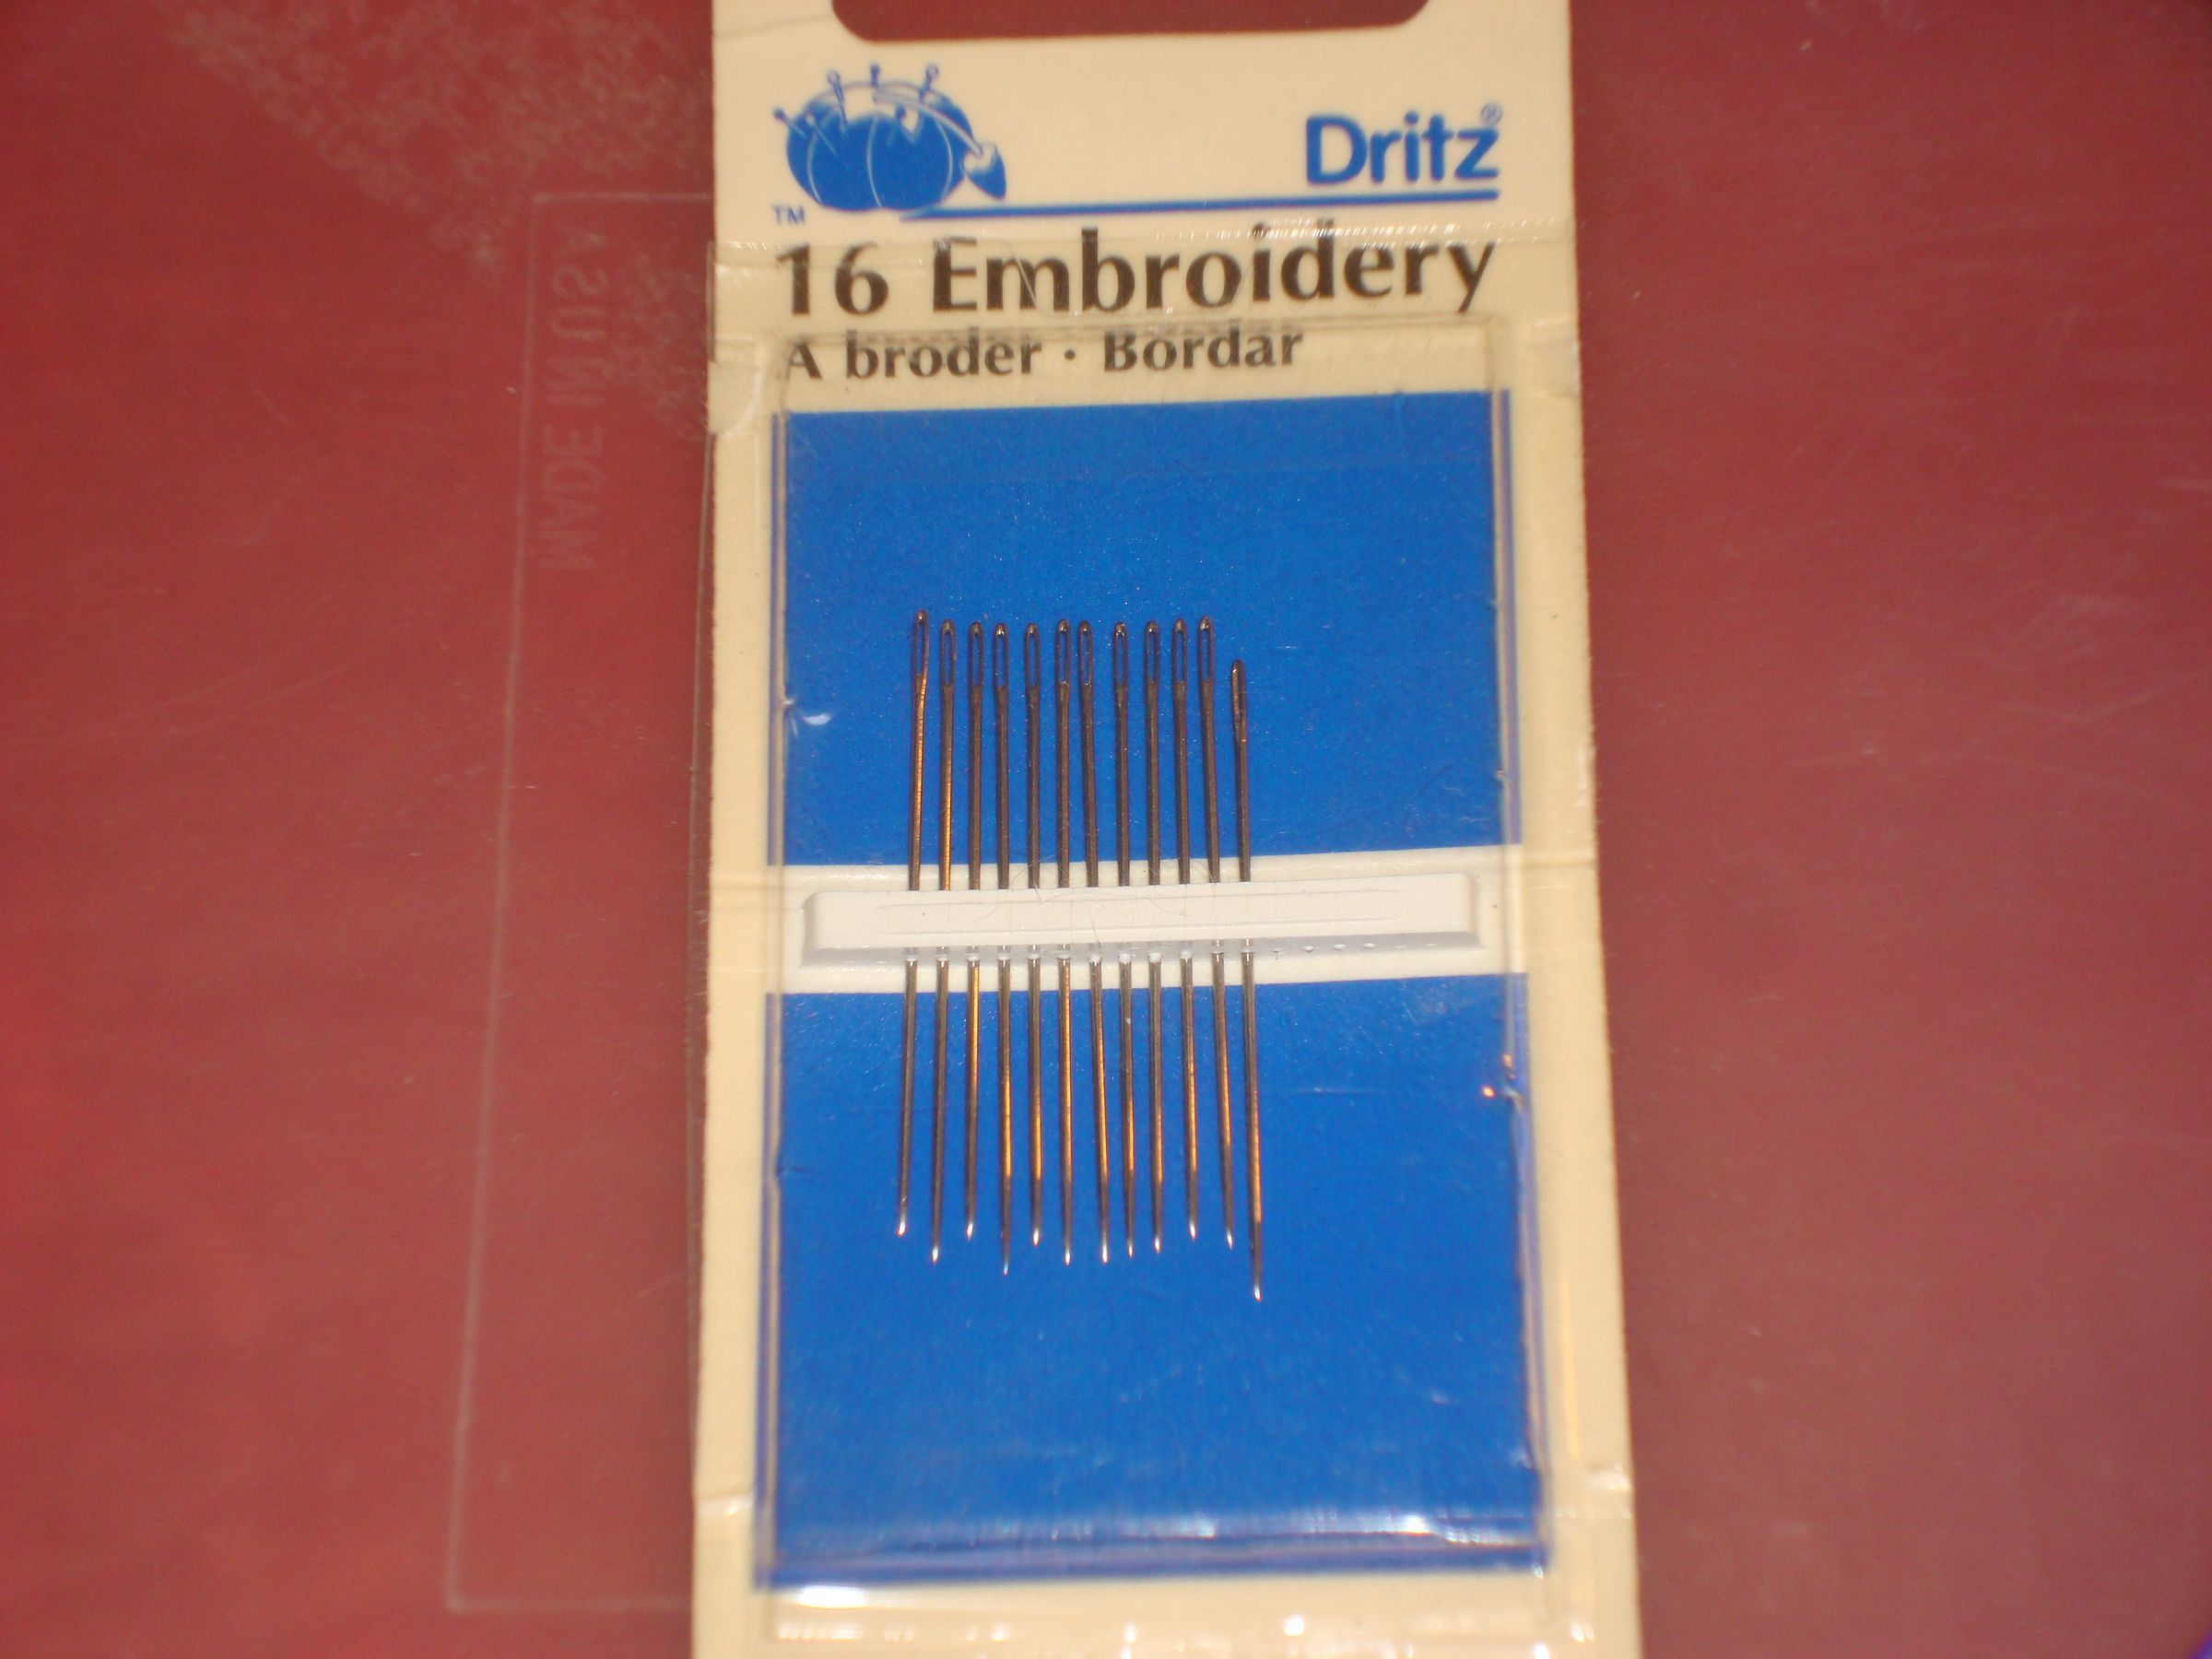 Dritz®
TM
16 Embroidery
A broder • Bordar
MADE IN USA